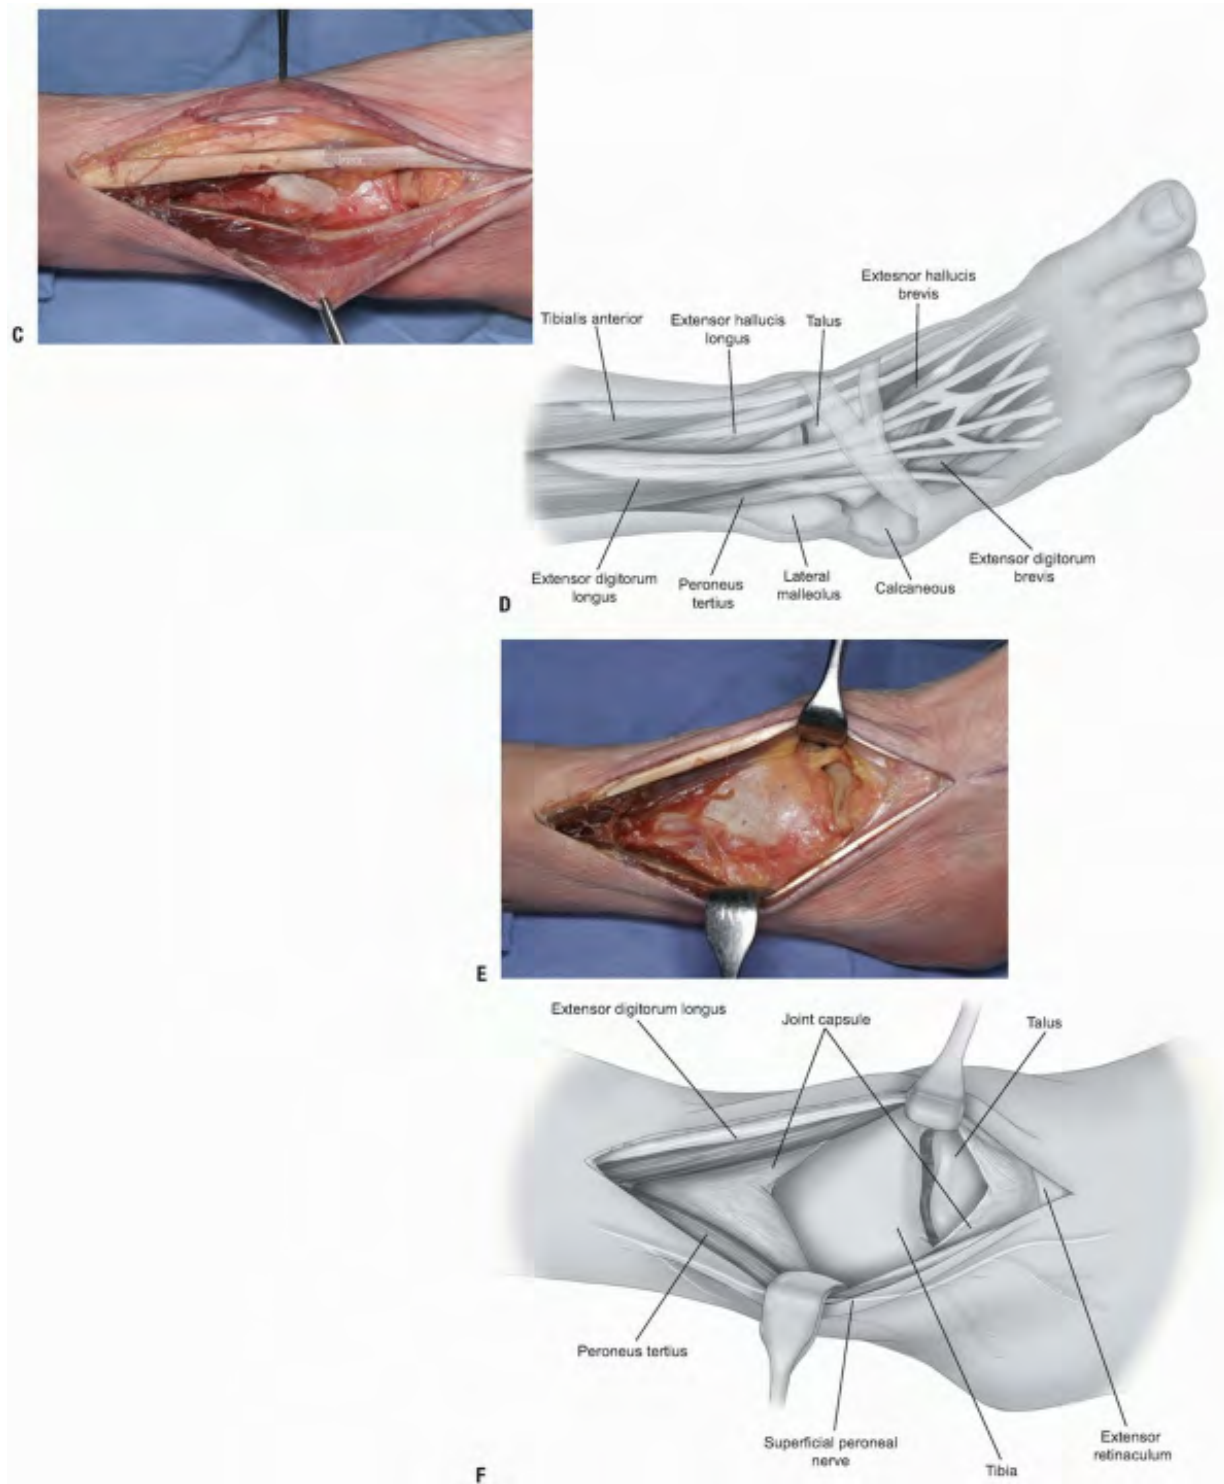 C
Extesnor hallucis
brevis
Tibialis anterior
Extensor hallucis
longus
Talus
Extensor digitorum
longus
Peroneus
tertius
Lateral
malleolus
Calcaneous
Extensor digitorum
brevis
D
E
Extensor digitorum longus
Joint capsule
Talus
Peroneus tertius
Superficial peroneal
nerve
Tibia
Extensor
retinaculum
F